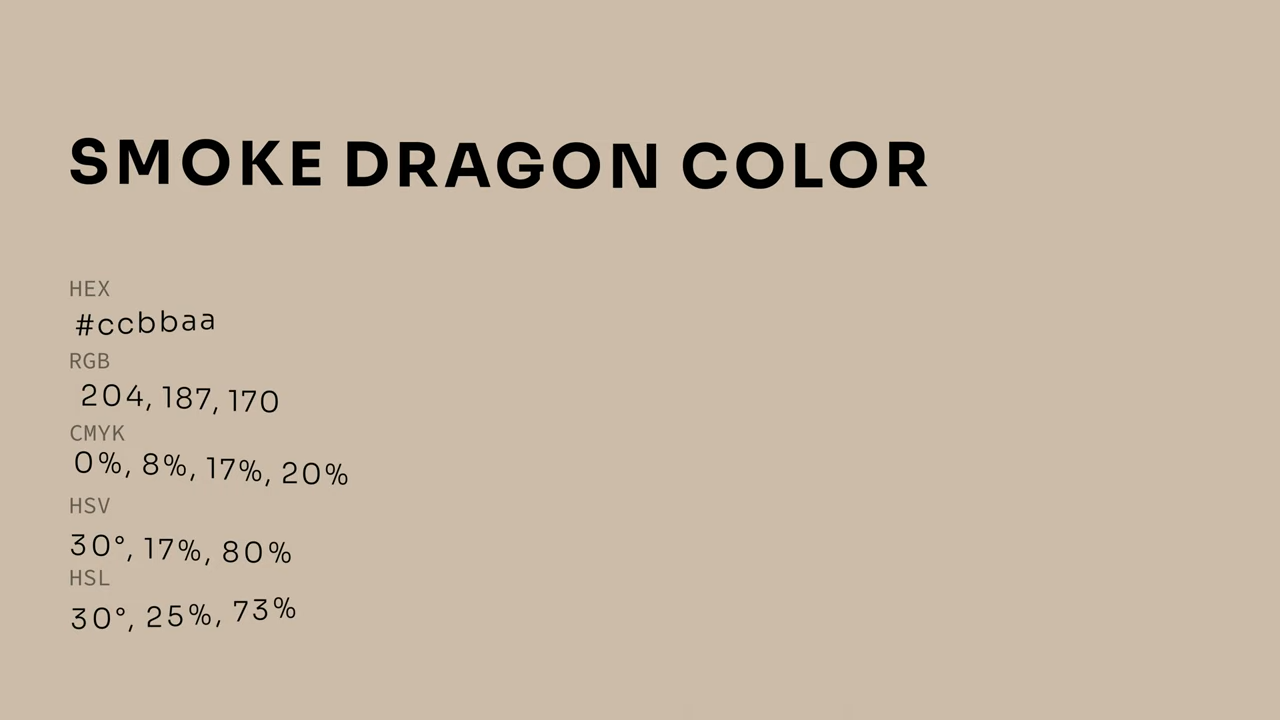 SMOKE DRAGON COLOR
HEX
#ccbbaa
RGB
204, 187, 170
CMYK
0%, 8%, 17%, 20%
HSV
30°, 17%, 80%
HSL
30°, 25%, 73%